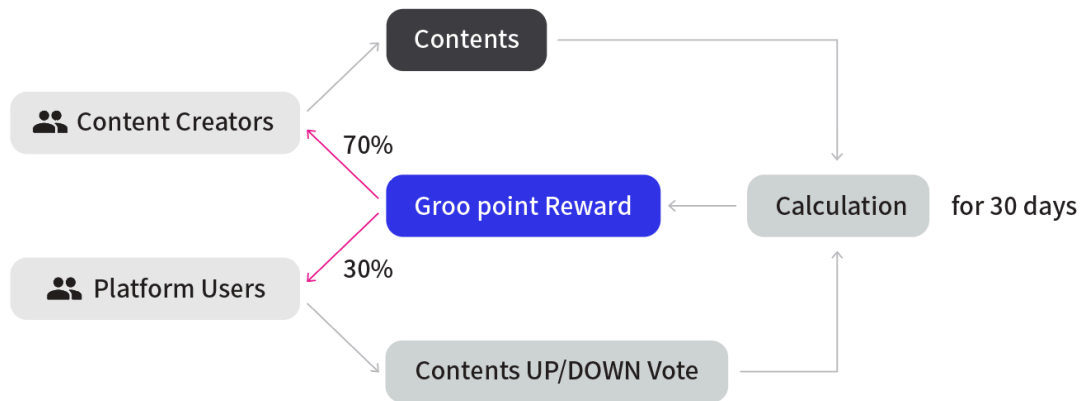 Contents
Content Creators
70%
Groo point Reward
Calculation
for 30 days
30%
Platform Users
Contents UP/DOWN Vote